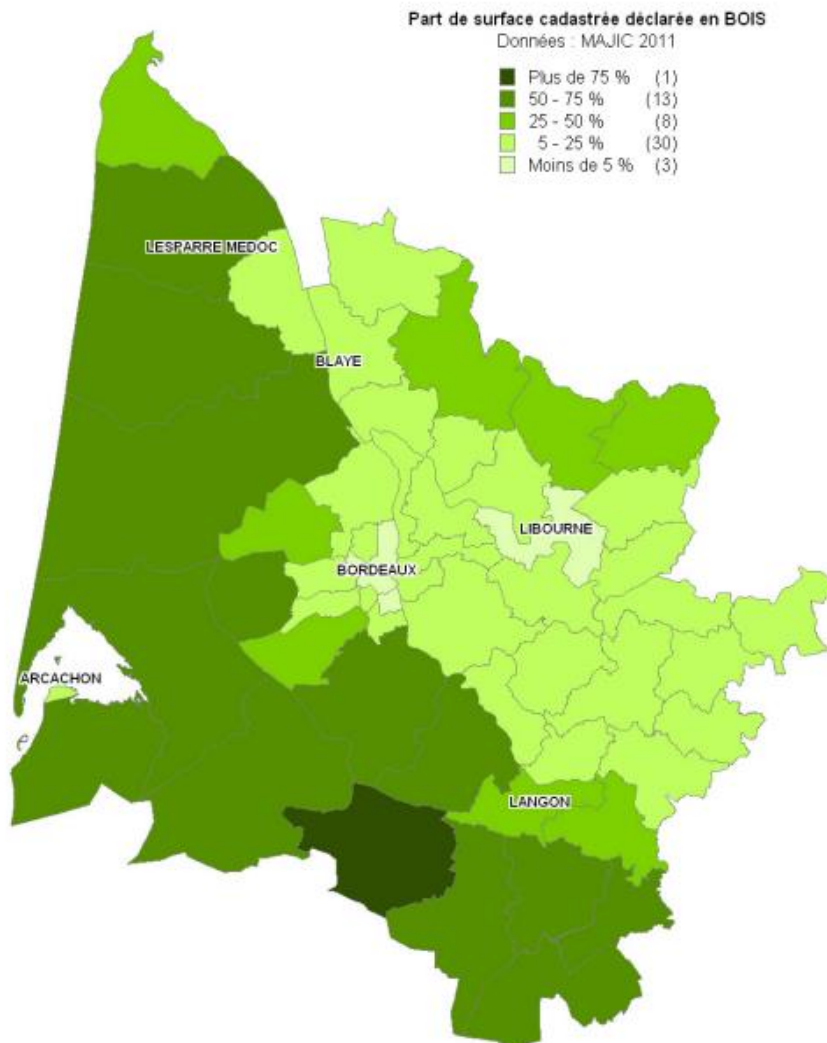 Part de surface cadastrée déclarée en BOIS
Données : MAJIC 2011
Plus de 75 % (1)
50 - 75 % (13)
25 - 50 % (8)
5 - 25 % (30)
Moins de 5 % (3)
LESPARRE MEDOC
BLAYE
LIBOURNE
BORDEAUX
ARCACHON
LANGON